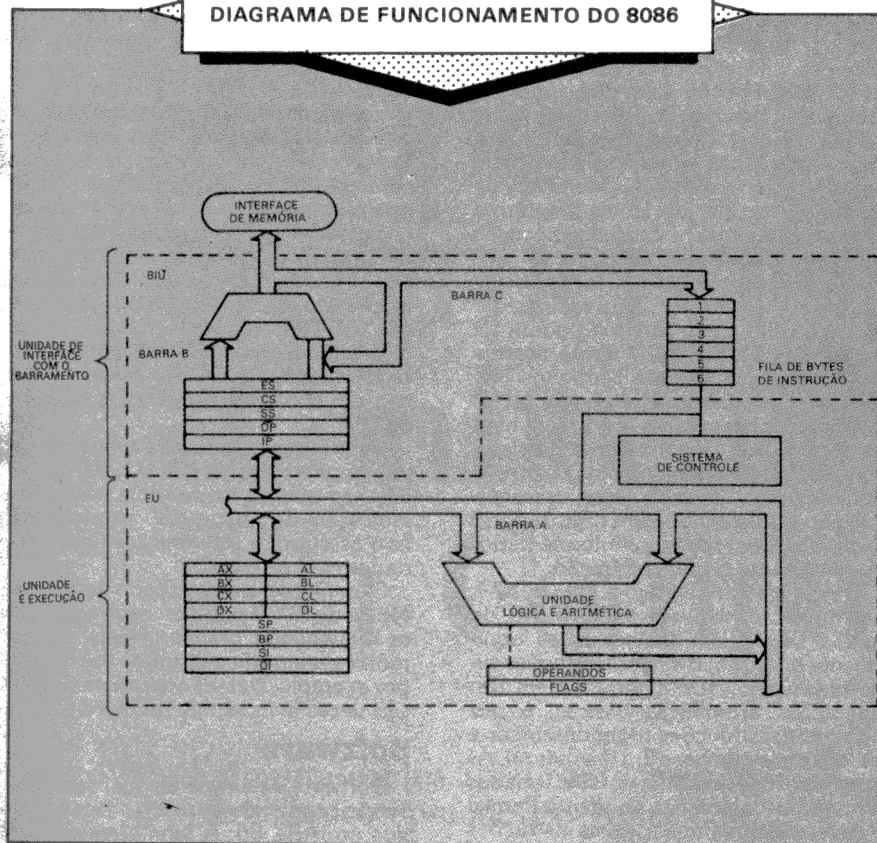 DIAGRAMA DE FUNCIONAMENTO DO 8086
INTERFACE
DE MEMÓRIA
BIU
BARRA C
UNIDADE DE
INTERFACE
COM O
BARRAMENTO
BARRA B
1
2
3
4
5
6
FILA DE BYTES
DE INSTRUÇÃO
ES
CS
SS
DP
IP
SISTEMA
DE CONTROLE
EU
BARRA A
UNIDADE
É EXECUÇÃO
AX
AL
BX
BL
CX
CL
DX
DL
SP
BP
SI
DI
UNIDADE
LÓGICA E ARITMÉTICA
OPERANDOS
FLAGS